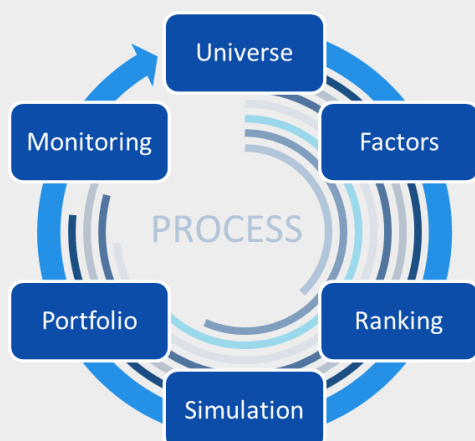 Universe
Factors
Ranking
Simulation
Portfolio
Monitoring
PROCESS